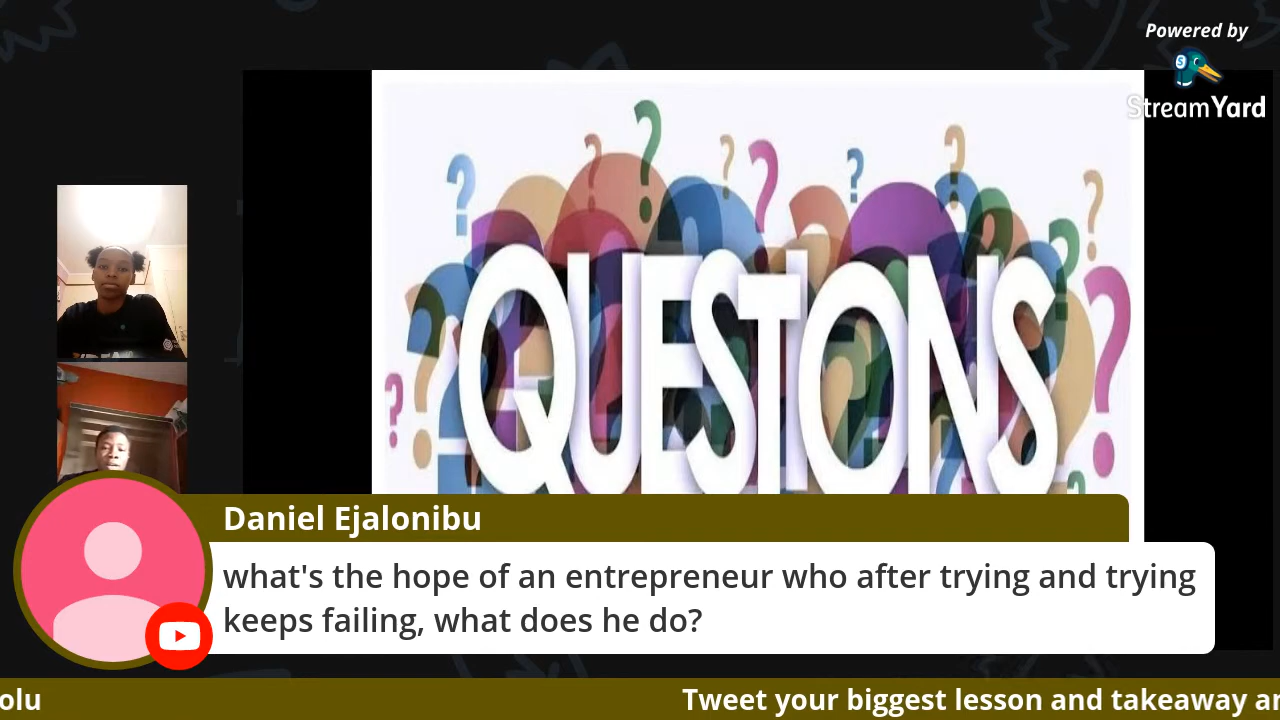 Powered by
StreamYard
QUESTIONS
Daniel Ejalonibu
what's the hope of an entrepreneur who after trying and trying
keeps failing, what does he do?
olu
Tweet your biggest lesson and takeaway